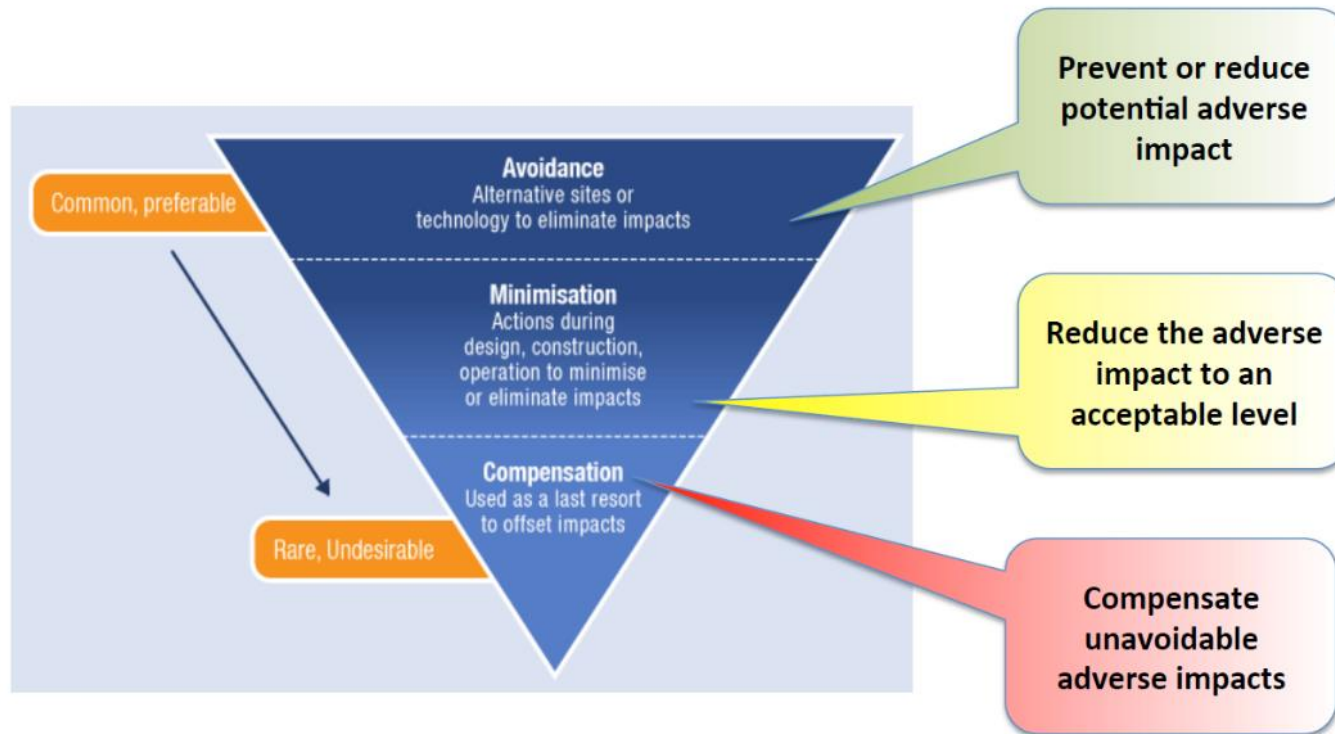 Common, preferable
Avoidance
Alternative sites or
technology to eliminate impacts
Minimisation
Actions during
design, construction,
operation to minimise
or eliminate impacts
Compensation
Used as a last resort
to offset impacts
Rare, Undesirable
Prevent or reduce
potential adverse
impact
Reduce the adverse
impact to an
acceptable level
Compensate
unavoidable
adverse impacts